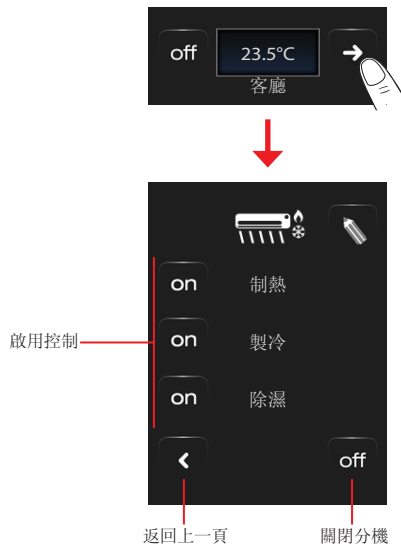 off 23.5°C
客廳
on 制熱
啟用控制 on 製冷
on 除濕
off
返回上一頁 關閉分機